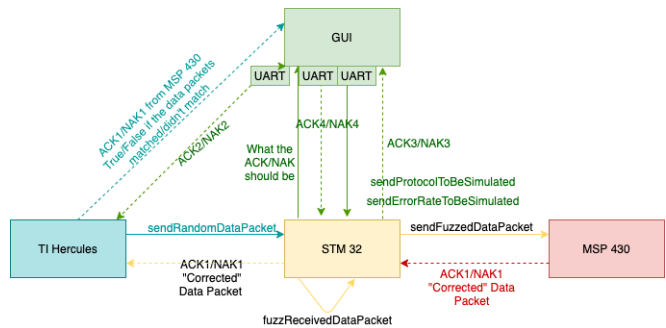 GUI
UART
UART
UART
ACK1/NAK1 from MSP 430
True/False if the data packets
matched/didn't match
ACK2/NAK2
What the
ACK/NAK
should be
ACK4/NAK4
ACK3/NAK3
sendProtocolToBeSimulated
sendErrorRateToBeSimulated
TI Hercules
sendRandomDataPacket
STM 32
sendFuzzedDataPacket
MSP 430
ACK1/NAK1
"Corrected"
Data Packet
ACK1/NAK1
"Corrected" Data
Packet
fuzzReceivedDataPacket